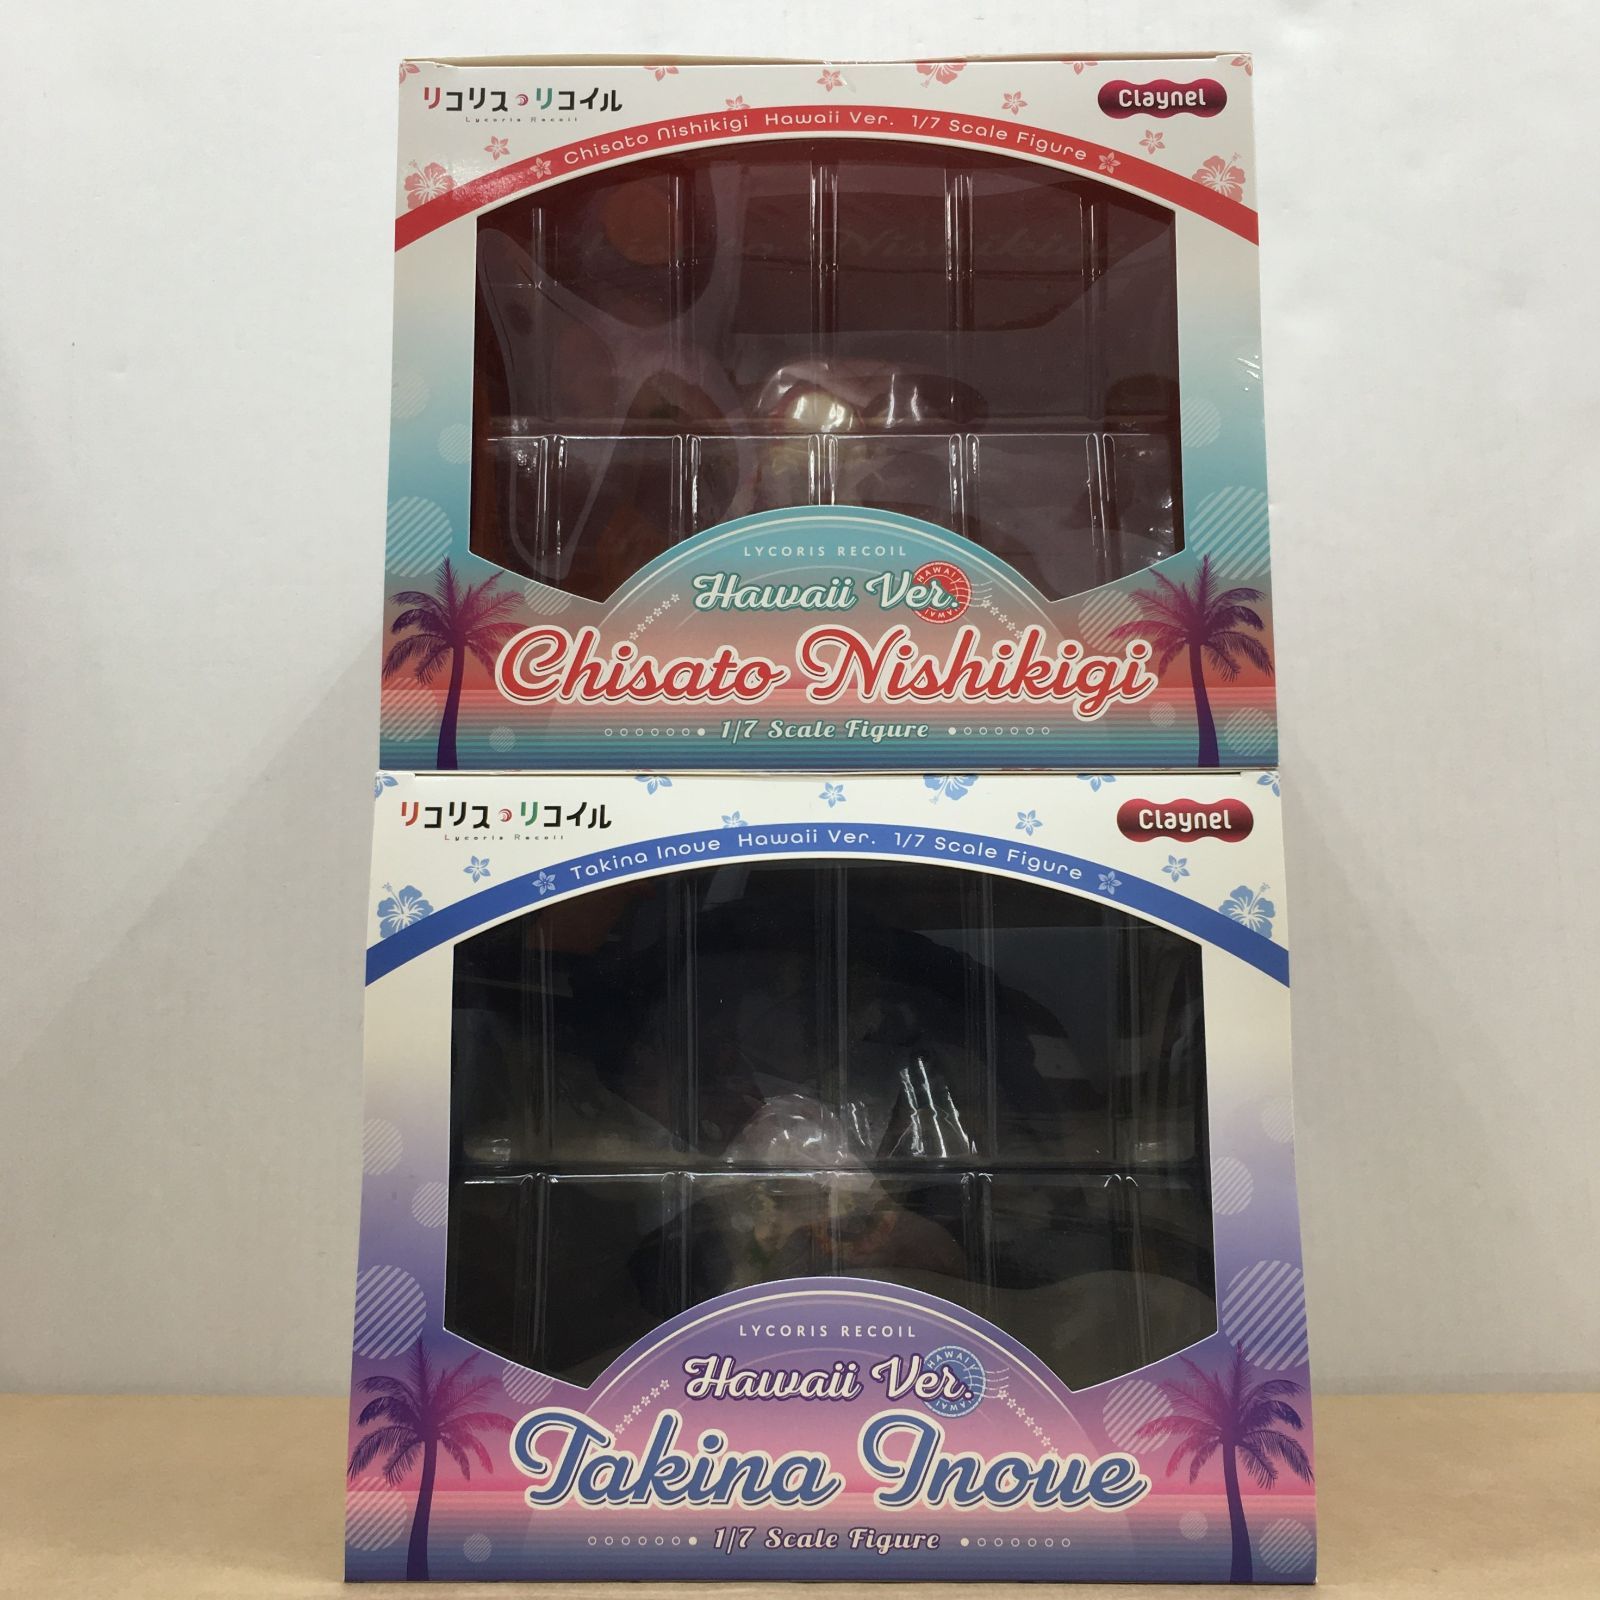 リコリス・リコイル
Lycoris Recoil
Claynel
Chisato Nishikigi Hawaii Ver. 1/7 Scale Figure
Nishikigi
LYCORIS RECOIL
Hawaii Ver.
HAWAII
HAWAII
Chisato Nishikigi
1/7 Scale Figure
リコリス・リコイル
Lycoris Recoil
Claynel
Takina Inoue Hawaii Ver. 1/7 Scale Figure
LYCORIS RECOIL
Hawaii Ver.
HAWAII
HAWAII
Takina Inoue
1/7 Scale Figure